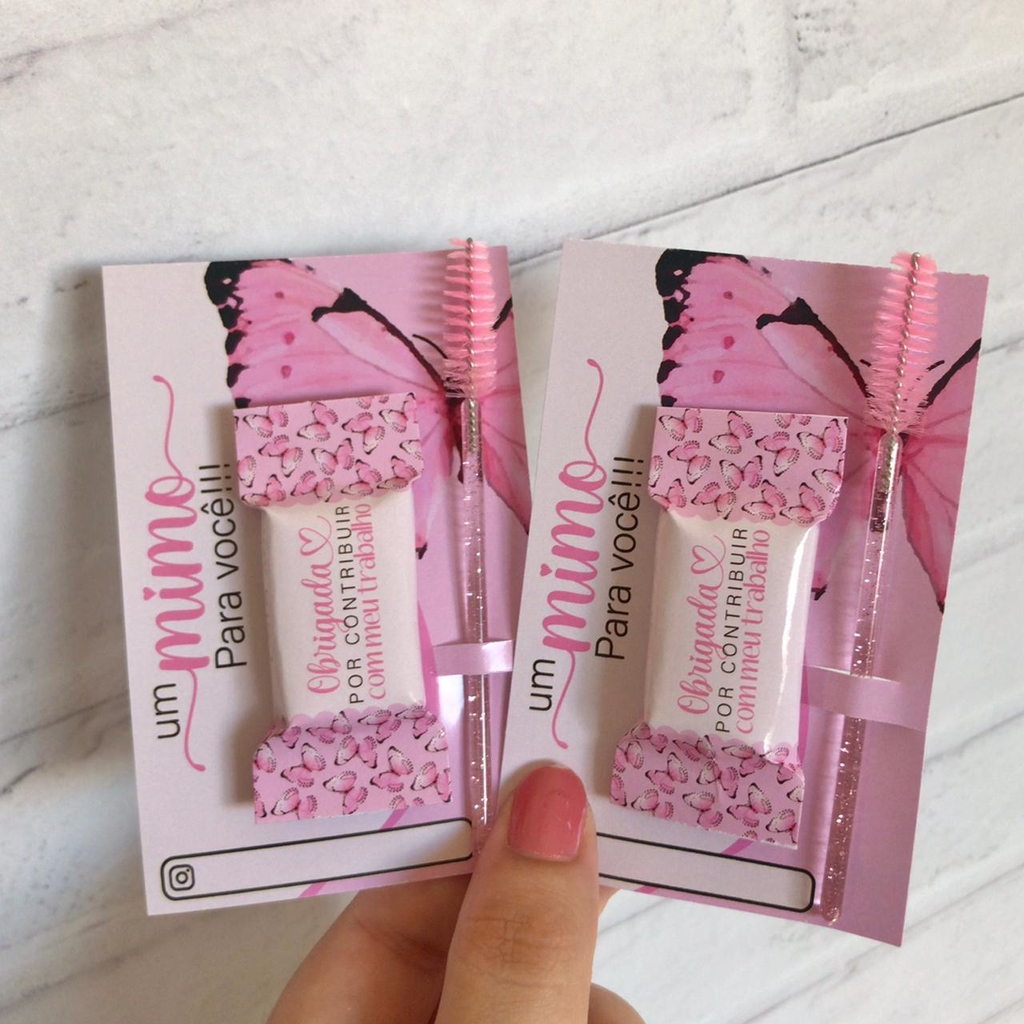 um mimo
Para você!!!
Obrigada
POR CONTRIBUIR
com meu trabalho
um mimo
Para você!!!
Obrigada
POR CONTRIBUIR
com meu trabalho